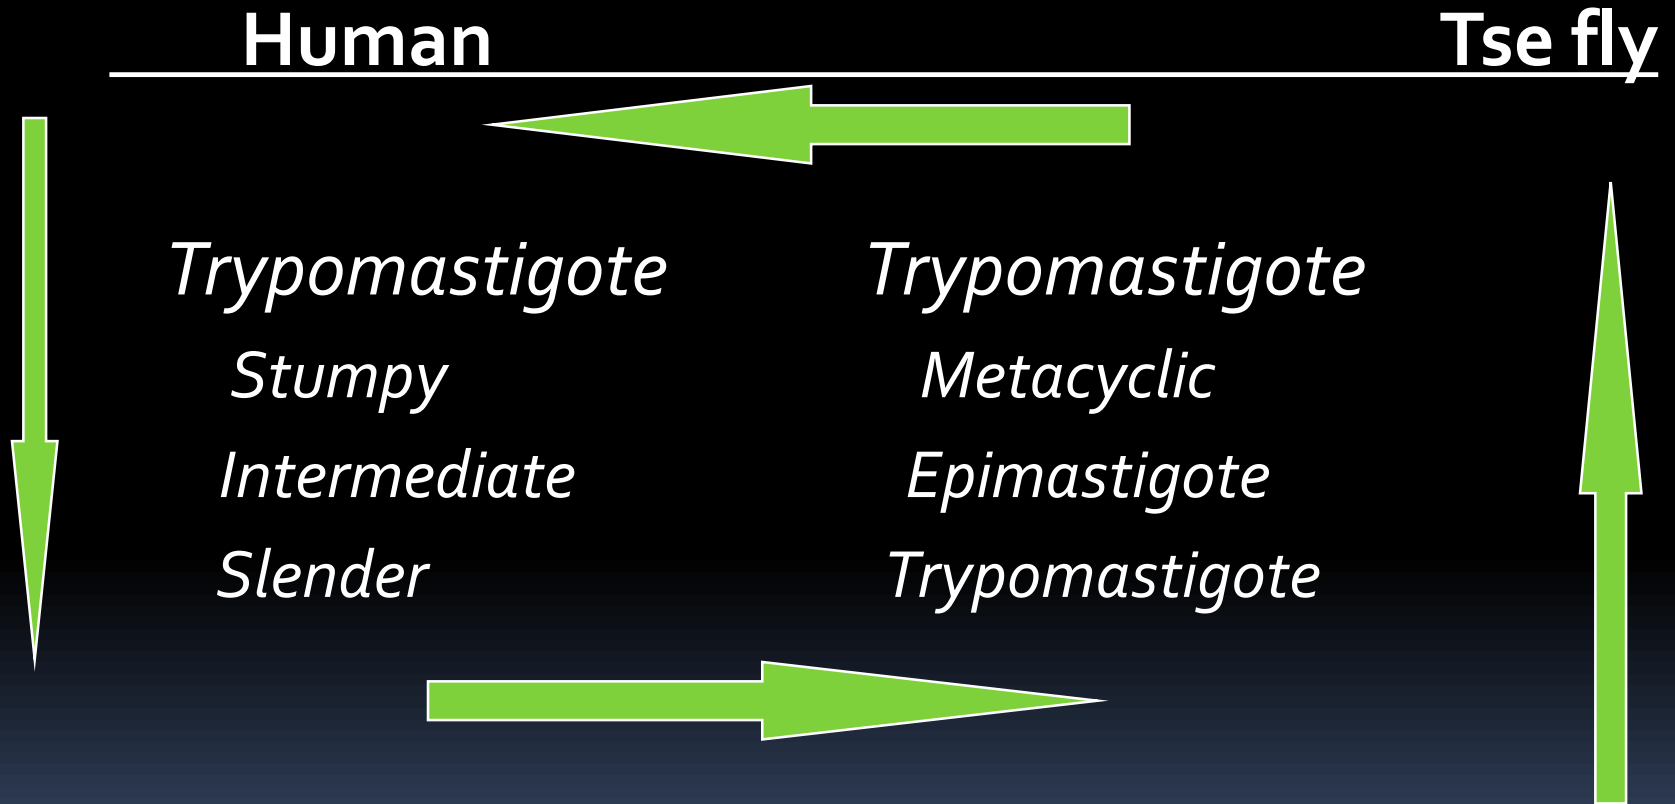 Human Tse fly
Trypomastigote Trypomastigote
Stumpy Metacyclic
Intermediate Epimastigote
Slender Trypomastigote